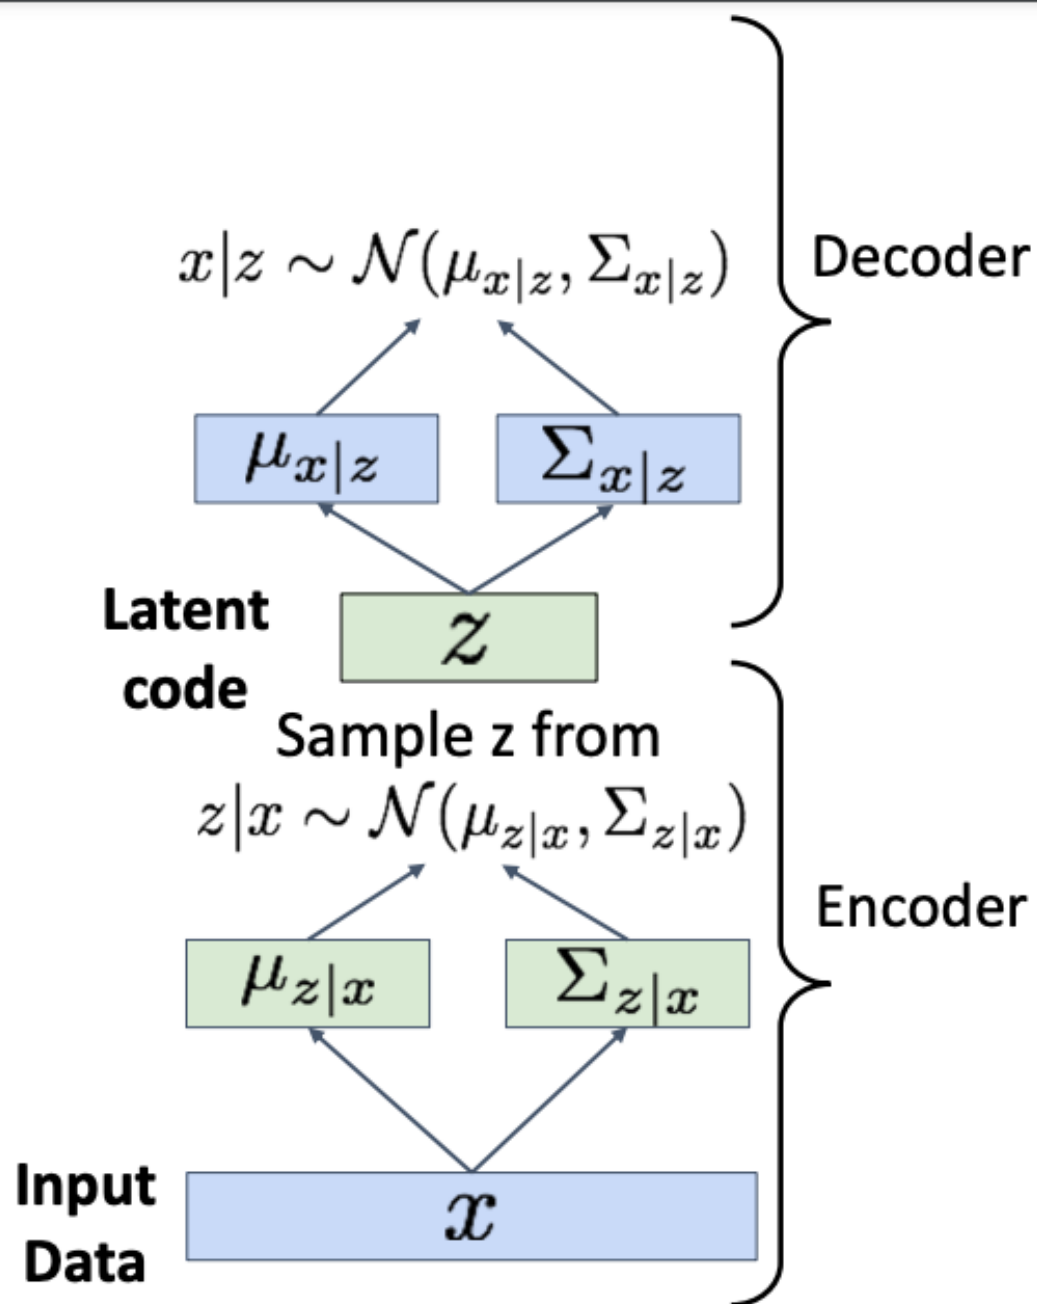 x|z ∼ 𝒩(μ_{x|z}, Σ_{x|z})
Decoder
μ_{x|z}
Σ_{x|z}
Latent
code
z
Sample z from
z|x ∼ 𝒩(μ_{z|x}, Σ_{z|x})
Encoder
μ_{z|x}
Σ_{z|x}
Input
Data
x